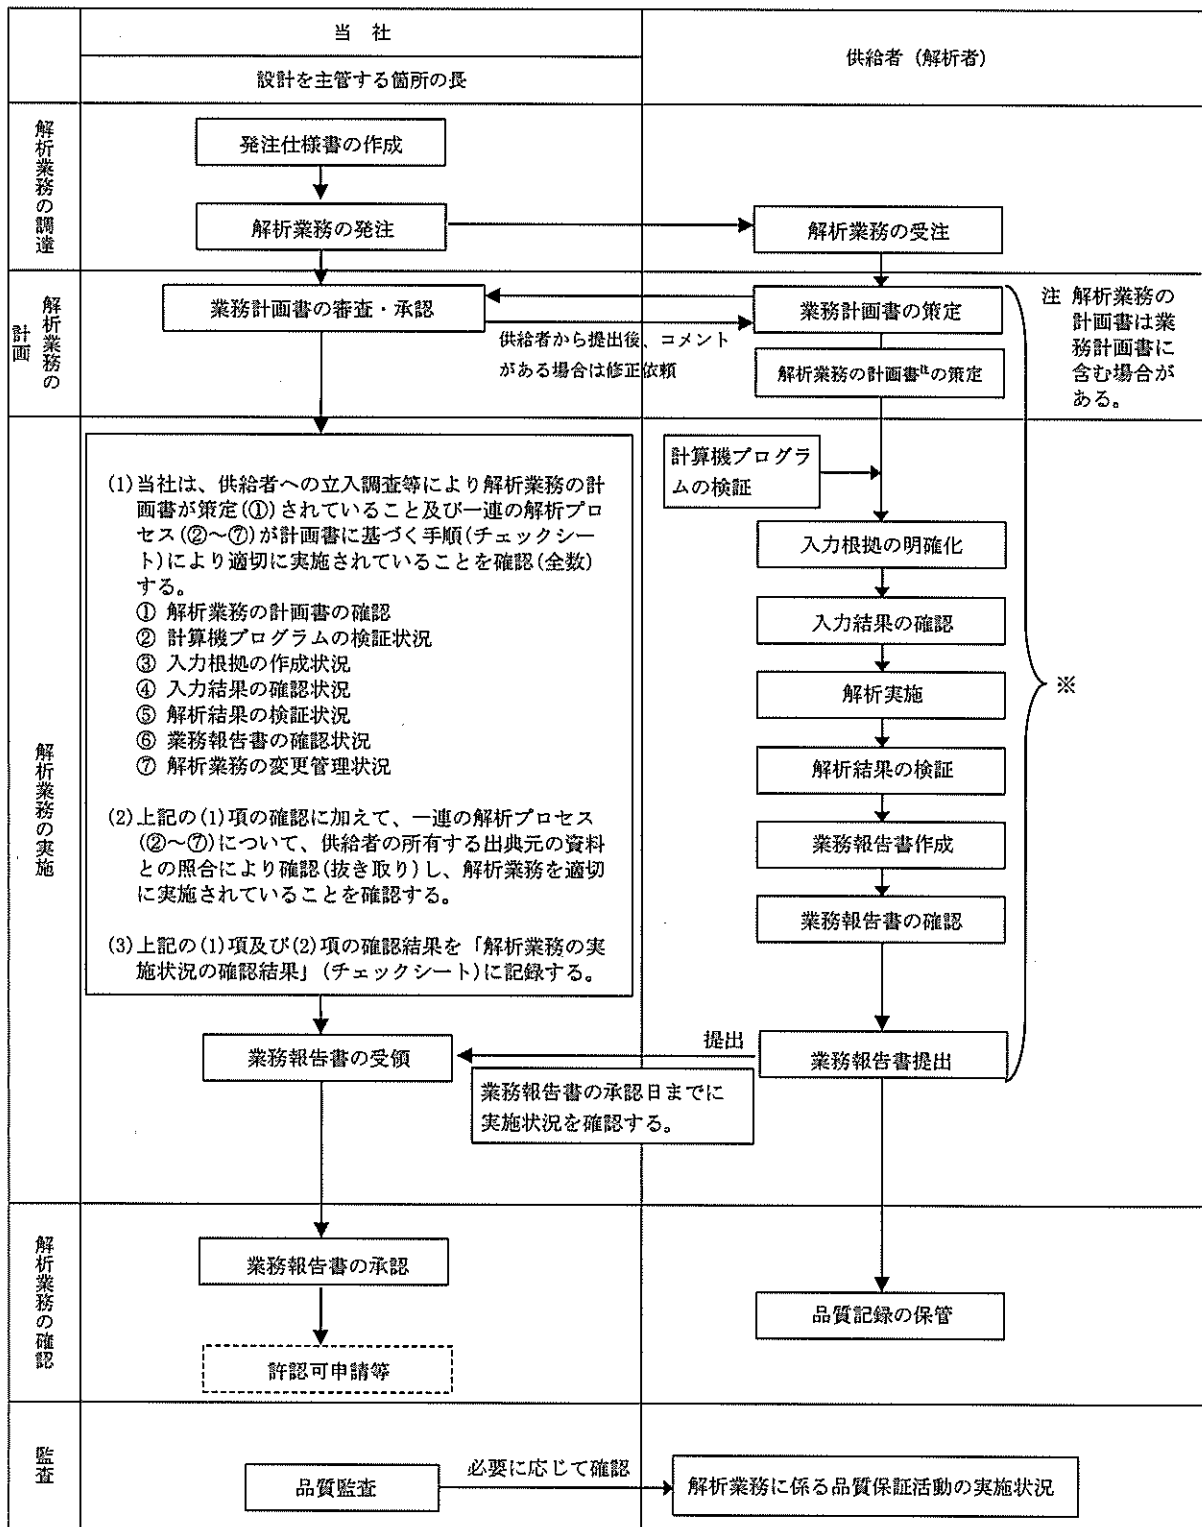 当 社
設計を主管する箇所の長
供給者（解析者）
解析業務の調達
発注仕様書の作成
解析業務の発注
解析業務の受注
解析業務の
計画
業務計画書の審査・承認
業務計画書の策定
供給者から提出後、コメント
がある場合は修正依頼
解析業務の計画書注の策定
注 解析業務の
計画書は業
務計画書に
含む場合が
ある。
解析業務の実施
(1)当社は、供給者への立入調査等により解析業務の計
画書が策定(①)されていること及び一連の解析プロ
セス(②～⑦)が計画書に基づく手順(チェックシー
ト)により適切に実施されていることを確認(全数)
する。
① 解析業務の計画書の確認
② 計算機プログラムの検証状況
③ 入力根拠の作成状況
④ 入力結果の確認状況
⑤ 解析結果の検証状況
⑥ 業務報告書の確認状況
⑦ 解析業務の変更管理状況
(2)上記の(1)項の確認に加えて、一連の解析プロセス
(②～⑦)について、供給者の所有する出典元の資料
との照合により確認(抜き取り)し、解析業務を適切
に実施されていることを確認する。
(3)上記の(1)項及び(2)項の確認結果を「解析業務の実
施状況の確認結果」(チェックシート)に記録する。
計算機プログラ
ムの検証
入力根拠の明確化
入力結果の確認
解析実施
解析結果の検証
業務報告書作成
業務報告書の確認
※
業務報告書の受領
提出
業務報告書提出
業務報告書の承認日までに
実施状況を確認する。
解析業務の確認
業務報告書の承認
品質記録の保管
許認可申請等
監査
品質監査
必要に応じて確認
解析業務に係る品質保証活動の実施状況